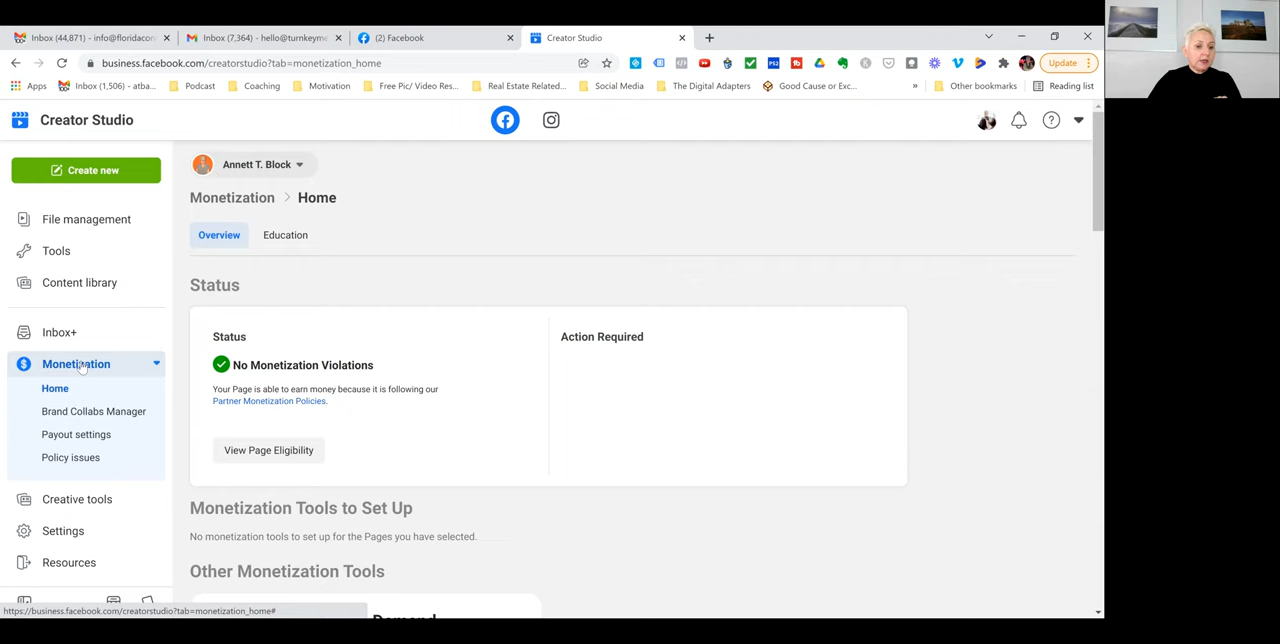 Inbox (44,871) - info@floridacon
Inbox (7,364) - hello@turnkeyme
(2) Facebook
Creator Studio
business.facebook.com/creatorstudio?tab=monetization_home
Update
Apps
Inbox (1,506) - atba...
Podcast
Coaching
Motivation
Free Pic/ Video Res...
Real Estate Related...
Social Media
The Digital Adapters
Good Cause or Exc...
»
Other bookmarks
Reading list
Creator Studio
Create new
File management
Tools
Content library
Inbox+
Monetization
Home
Brand Collabs Manager
Payout settings
Policy issues
Creative tools
Settings
Resources
https://business.facebook.com/creatorstudio?tab=monetization_home#
Annett T. Block
Monetization > Home
Overview
Education
Status
Status
No Monetization Violations
Your Page is able to earn money because it is following our
Partner Monetization Policies.
View Page Eligibility
Action Required
Monetization Tools to Set Up
No monetization tools to set up for the Pages you have selected.
Other Monetization Tools